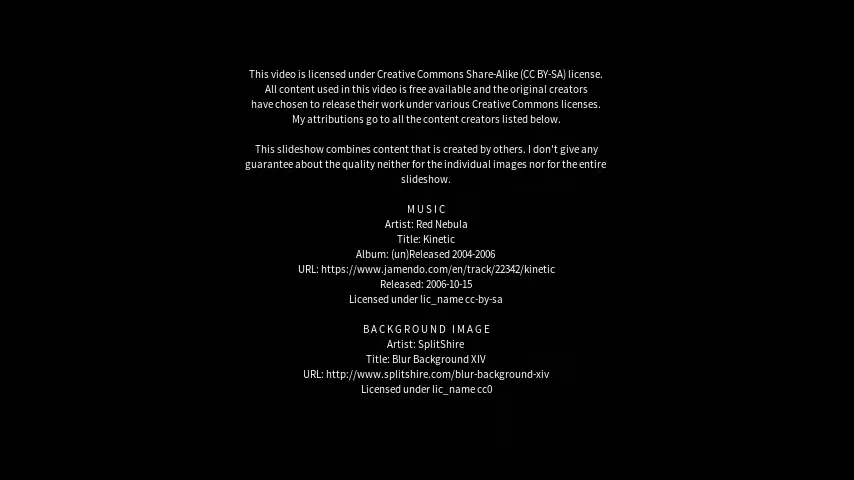 This video is licensed under Creative Commons Share-Alike (CC BY-SA) license.
All content used in this video is free available and the original creators
have chosen to release their work under various Creative Commons licenses.
My attributions go to all the content creators listed below.
This slideshow combines content that is created by others. I don't give any
guarantee about the quality neither for the individual images nor for the entire
slideshow.
MUSIC
Artist: Red Nebula
Title: Kinetic
Album: (un)Released 2004-2006
URL: https://www.jamendo.com/en/track/22342/kinetic
Released: 2006-10-15
Licensed under lic_name cc-by-sa
BACKGROUND IMAGE
Artist: SplitShire
Title: Blur Background XIV
URL: http://www.splitshire.com/blur-background-xiv
Licensed under lic_name cc0